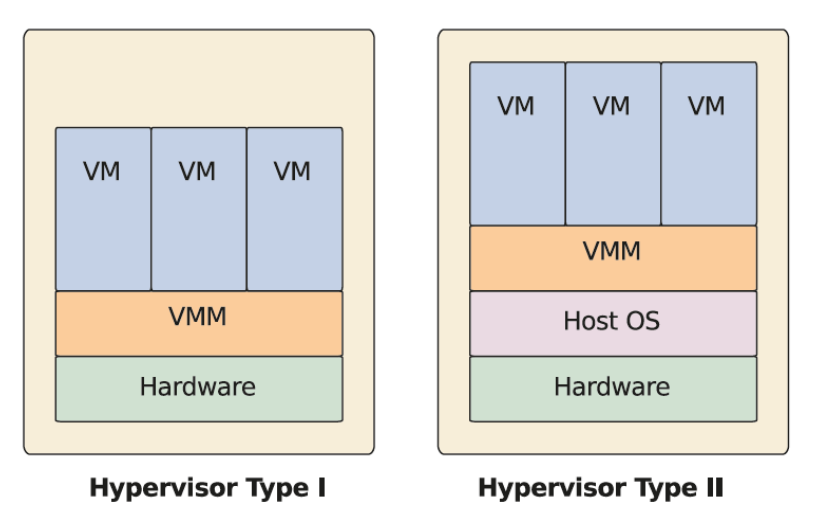 VM VM VM
VMM
Hardware
Hypervisor Type I
VM VM VM
VMM
Host OS
Hardware
Hypervisor Type II